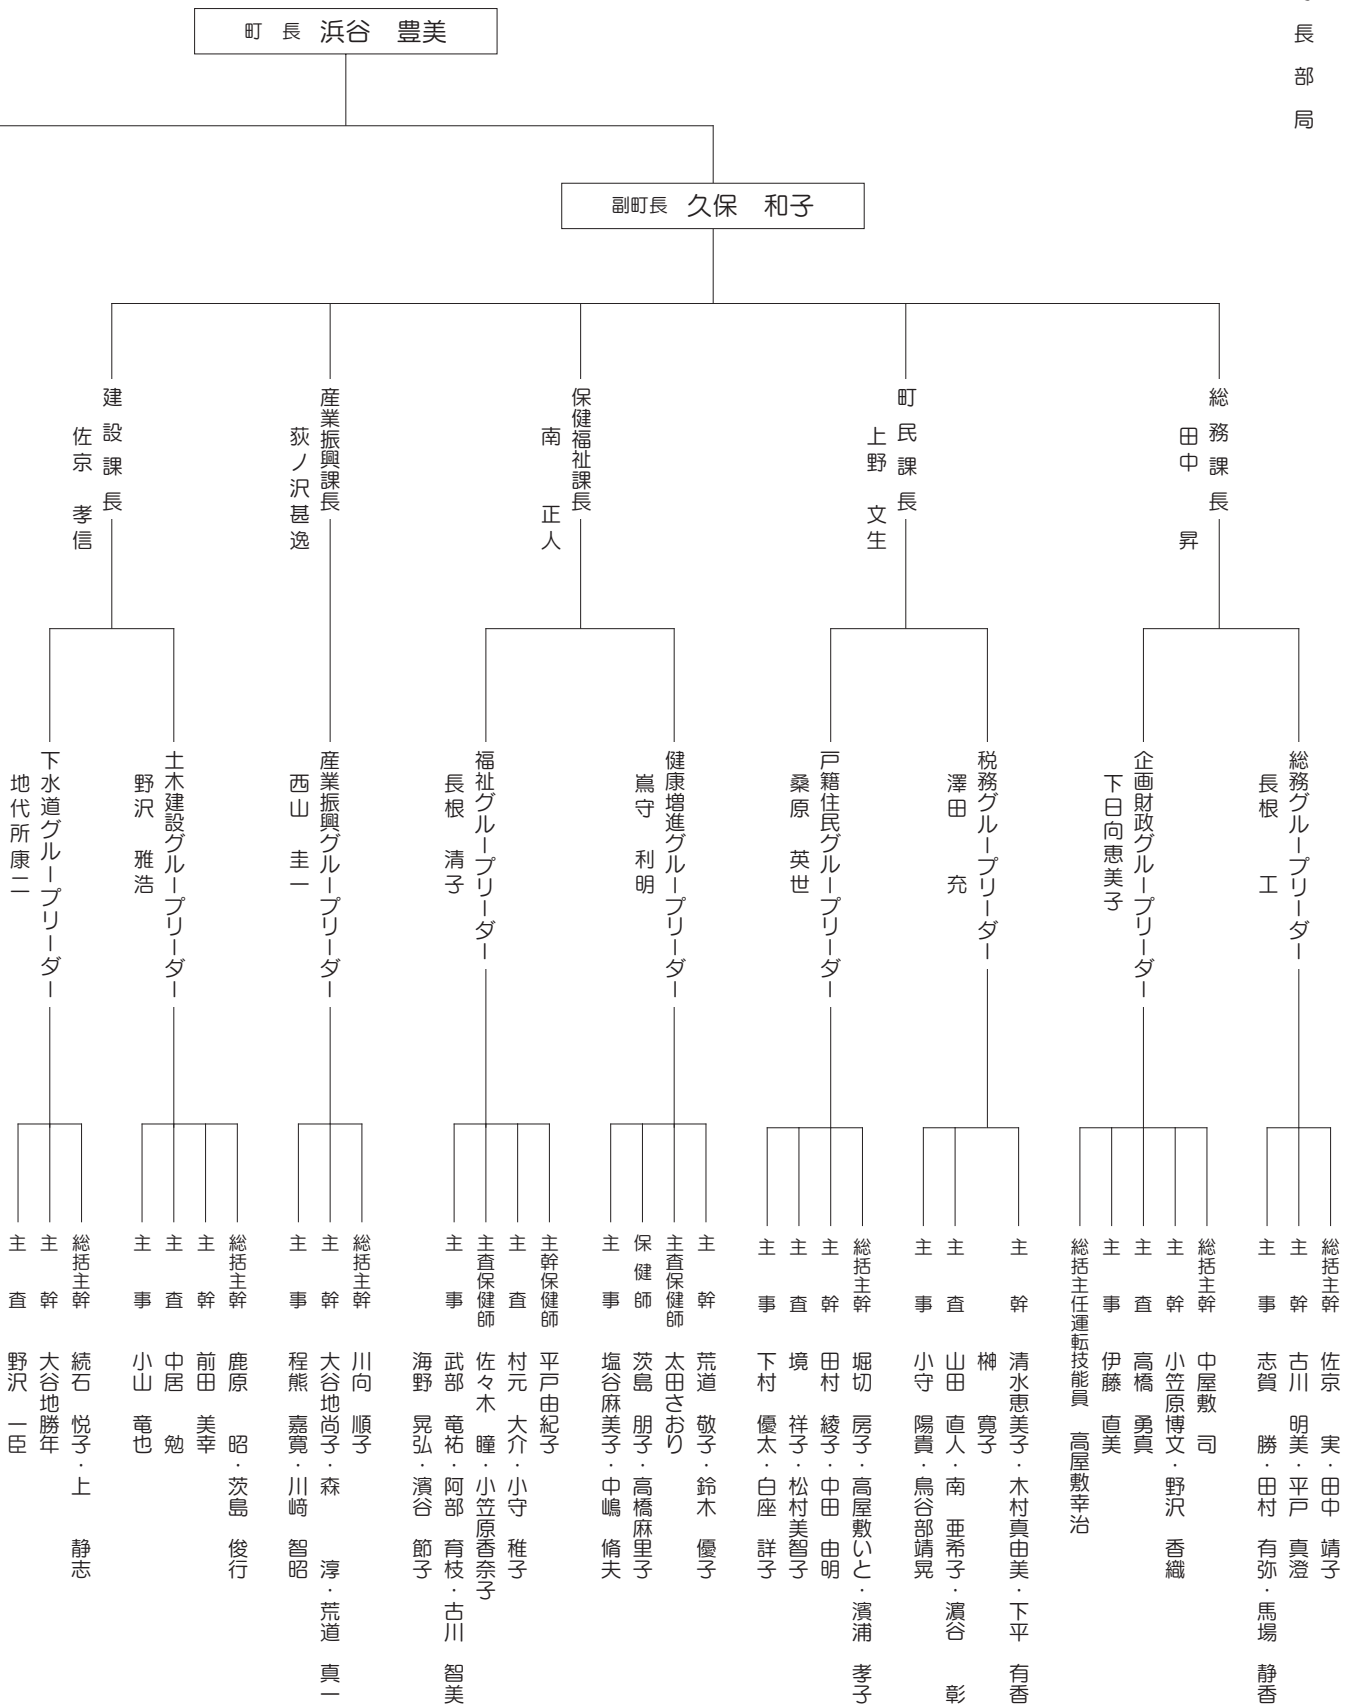 長部局
町長 浜谷 豊美
副町長 久保 和子
総務課長
田中 昇
町民課長
上野 文生
保健福祉課長
南 正人
産業振興課長
荻ノ沢甚逸
建設課長
佐京 孝信
総務グループリーダー
長根 工
企画財政グループリーダー
下日向恵美子
税務グループリーダー
澤田 充
戸籍住民グループリーダー
桑原 英世
健康増進グループリーダー
嶌守 利明
福祉グループリーダー
長根 清子
産業振興グループリーダー
西山 圭一
土木建設グループリーダー
野沢 雅浩
下水道グループリーダー
地代所康二
総括主幹 佐京 実・田中 靖子
主幹 古川 明美・平戸 真澄
主事 志賀 勝・田村 有弥・馬場 静香
総括主幹 中屋敷 司
主幹 小笠原博文・野沢 香織
主査 高橋 勇真
主事 伊藤 直美
総括主任運転技能員 高屋敷幸治
主幹 清水恵美子・木村真由美・下平 有香
榊 寛子
主査 山田 直人・南 亜希子・濵谷 彰
主事 小守 陽貴・鳥谷部靖晃
総括主幹 堀切 房子・高屋敷いと・濱浦 孝子
主幹 田村 綾子・中田 由明
主査 境 祥子・松村美智子
主事 下村 優太・白座 詳子
主幹 荒道 敬子・鈴木 優子
主査保健師 太田さおり
保健師 茨島 朋子・高橋麻里子
主事 塩谷麻美子・中嶋 脩夫
主幹保健師 平戸由紀子
主査 村元 大介・小守 稚子
主査保健師 佐々木 瞳・小笠原香奈子
主事 武部 竜祐・阿部 育枝・古川 智美
海野 晃弘・濱谷 節子
総括主幹 川向 順子
主幹 大谷地尚子・森 淳・荒道 真一
主事 程熊 嘉寛・川﨑 智昭
総括主幹 鹿原 昭・茨島 俊行
主幹 前田 美幸
主査 中居 勉
主事 小山 竜也
総括主幹 続石 悦子・上 静志
主幹 大谷地勝年
主査 野沢 一臣